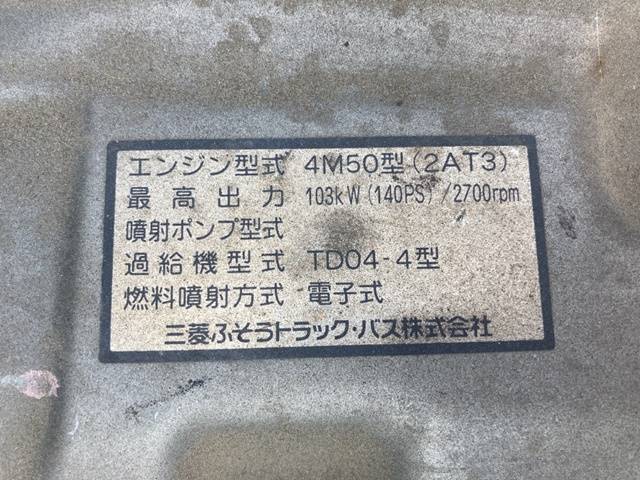 エンジン型式 4M50型(2AT3)
最高出力 103kW(140PS)/2700rpm
噴射ポンプ型式
過給機型式 TD04-4型
燃料噴射方式 電子式
三菱ふそうトラック・バス株式会社